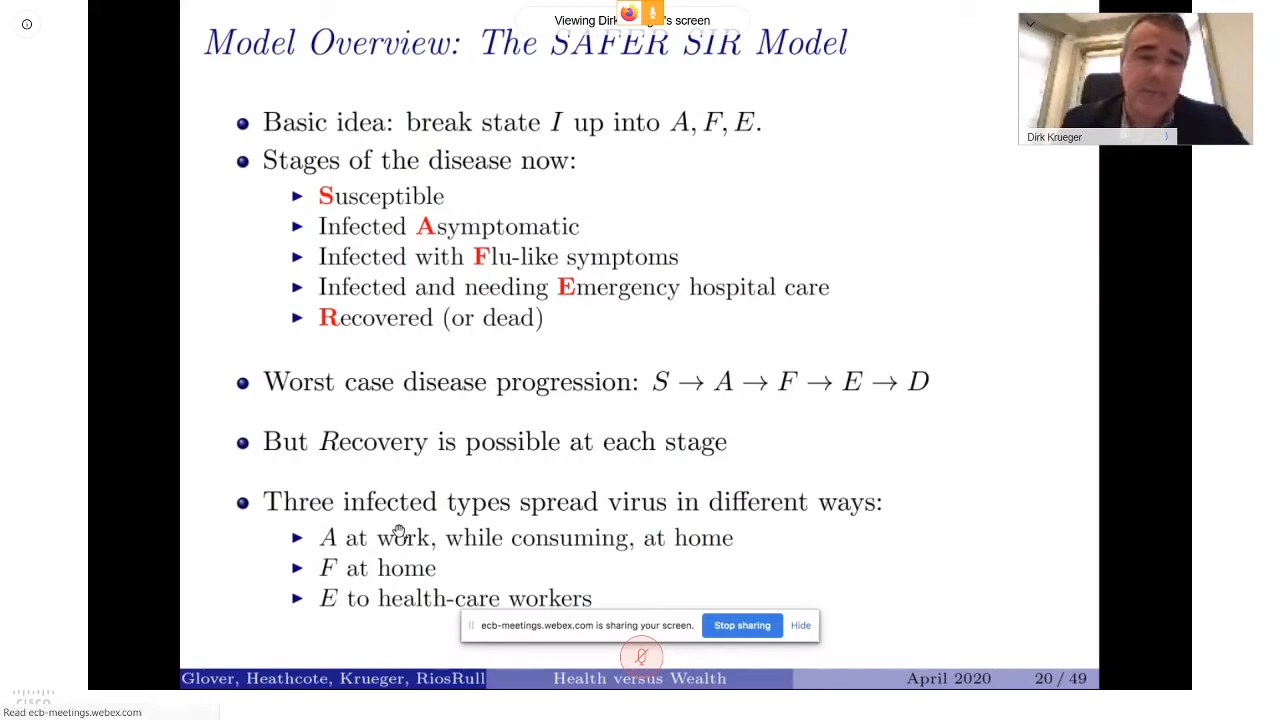 Viewing Dirk 's screen
Model Overview: The SAFER SIR Model
Basic idea: break state I up into A, F, E.
Stages of the disease now:
Susceptible
Infected Asymptomatic
Infected with Flu-like symptoms
Infected and needing Emergency hospital care
Recovered (or dead)
Worst case disease progression: S → A → F → E → D
But Recovery is possible at each stage
Three infected types spread virus in different ways:
A at work, while consuming, at home
F at home
E to health-care workers
Dirk Krueger
ecb-meetings.webex.com is sharing your screen. Stop sharing Hide
Glover, Heathcote, Krueger, RiosRull Health versus Wealth April 2020 20 / 49
CISCO
Read ecb-meetings.webex.com